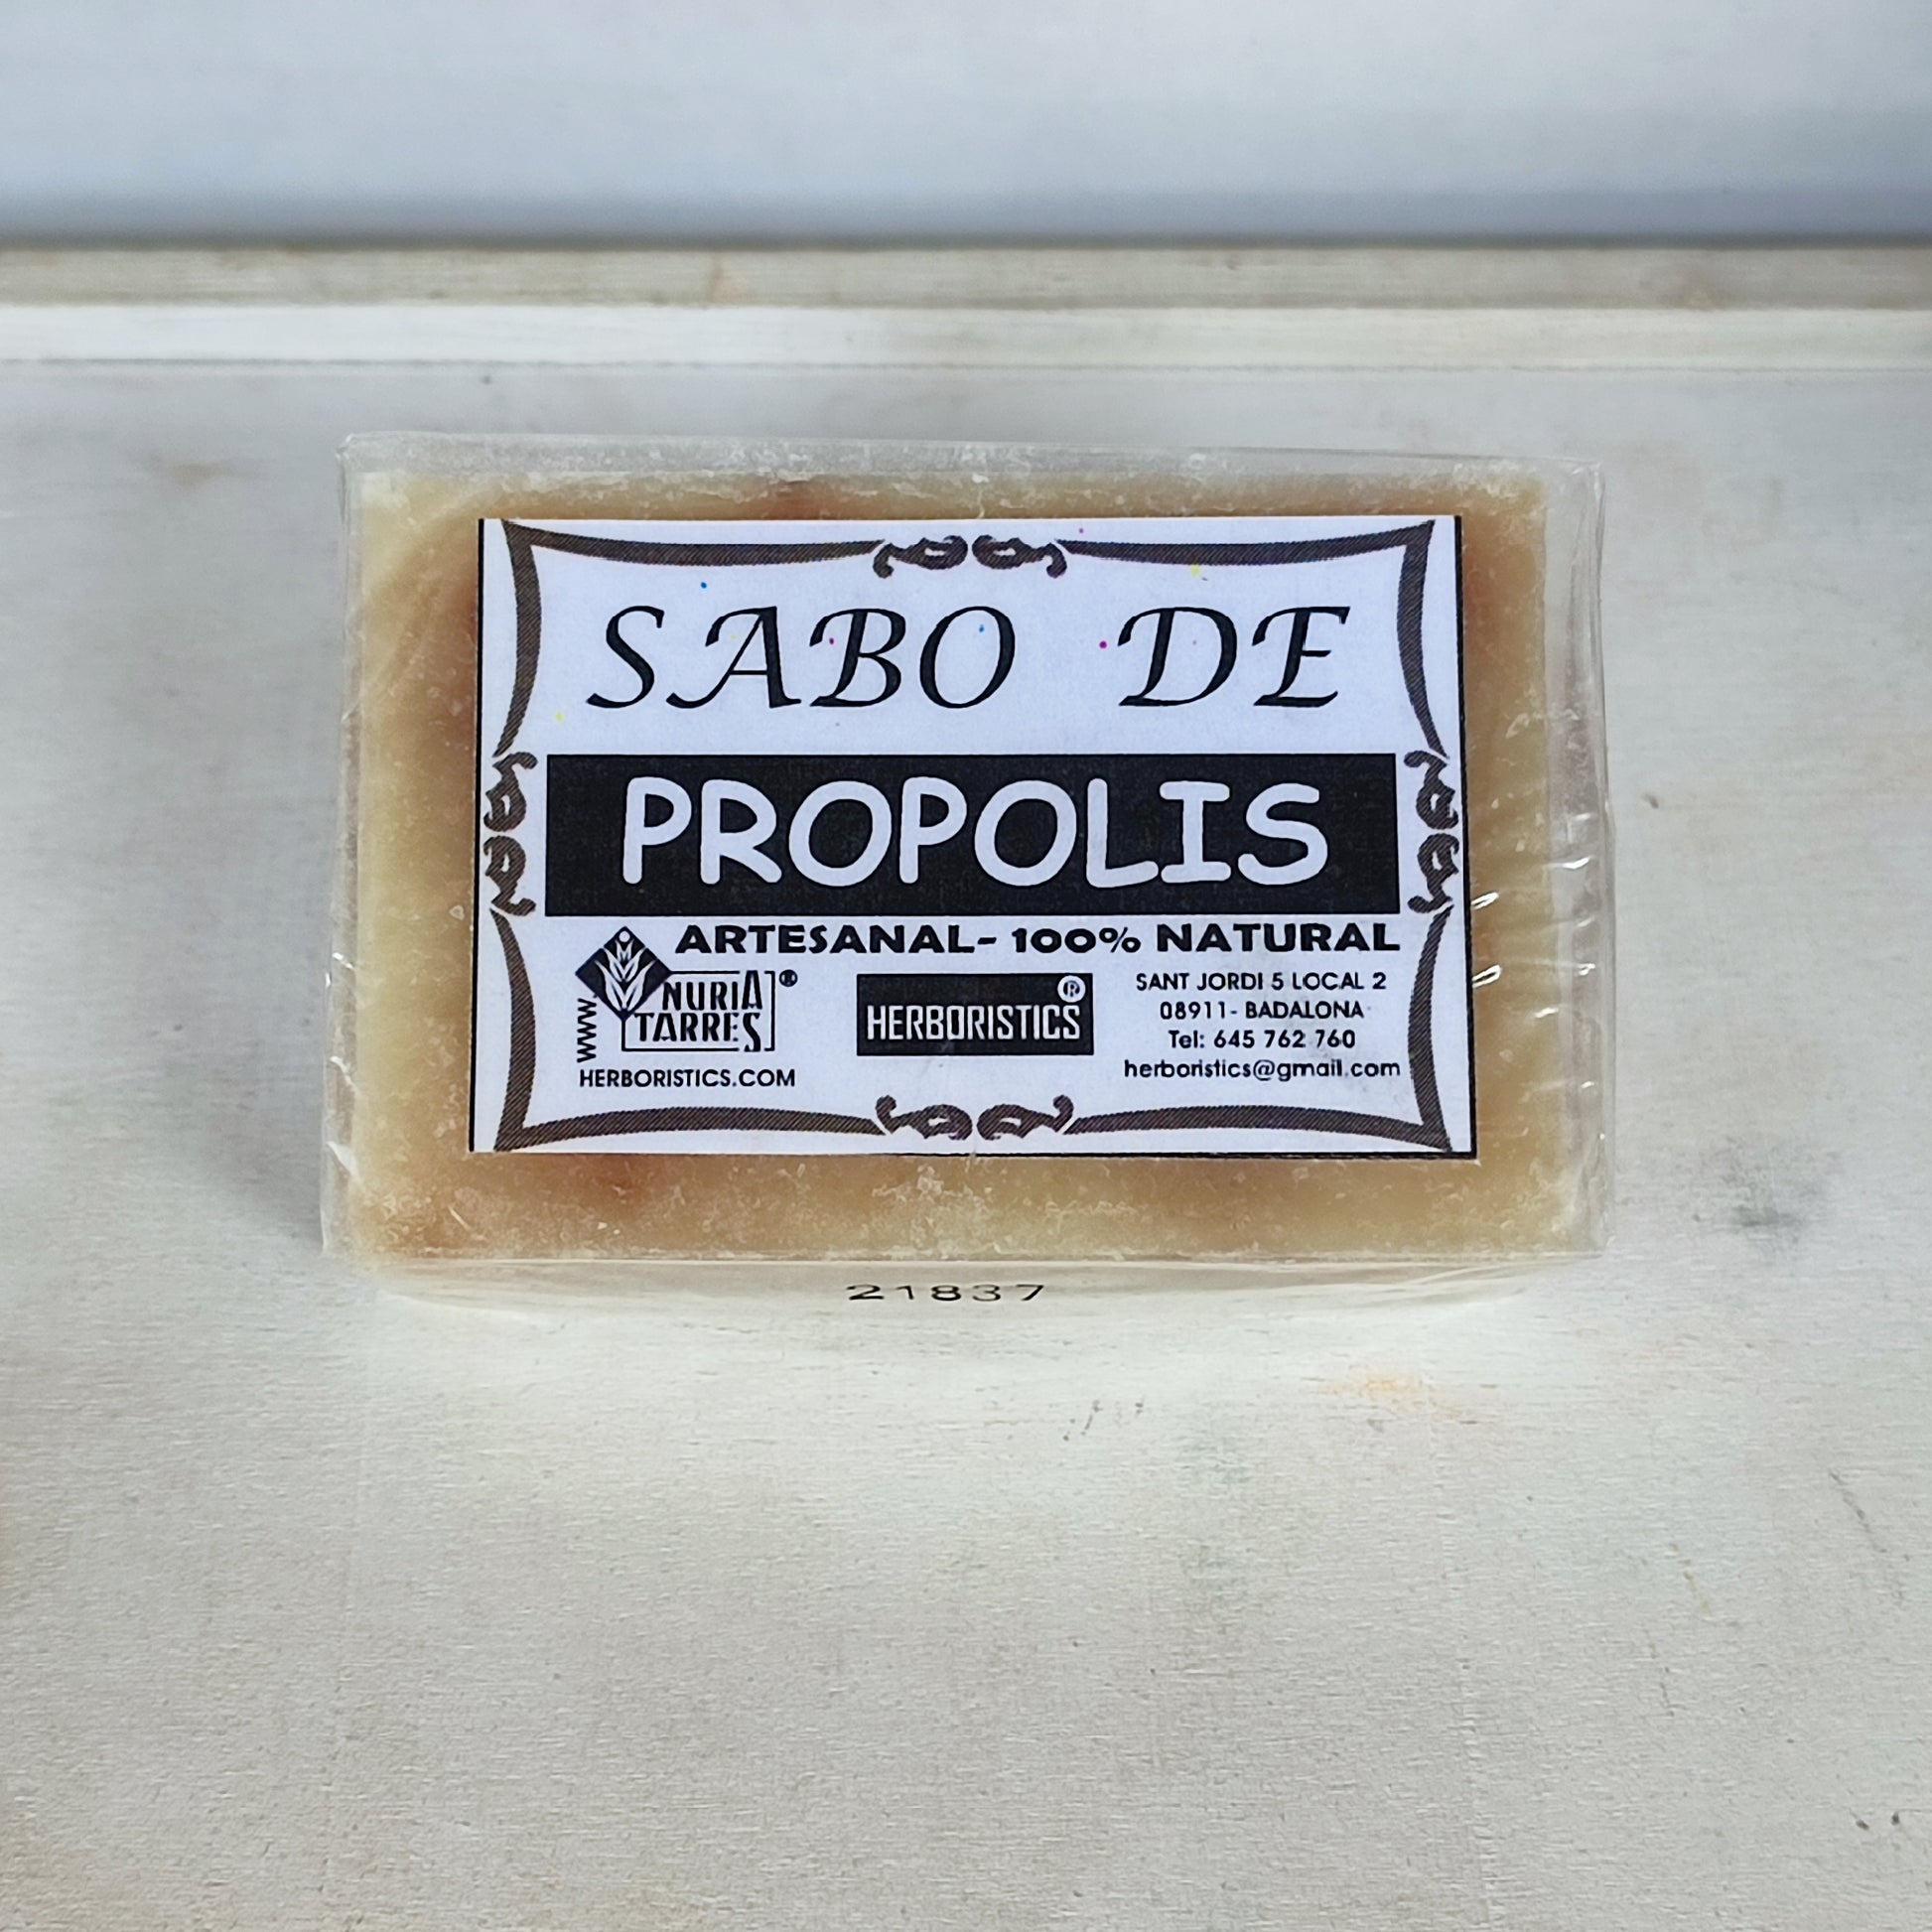 SABO DE
PROPOLIS
ARTESANAL- 100% NATURAL
NURIA
TARRES®
WWW.
HERBORISTICS.COM
HERBORISTICS®
SANT JORDI 5 LOCAL 2
08911- BADALONA
Tel: 645 762 760
herboristics@gmail.com
21837